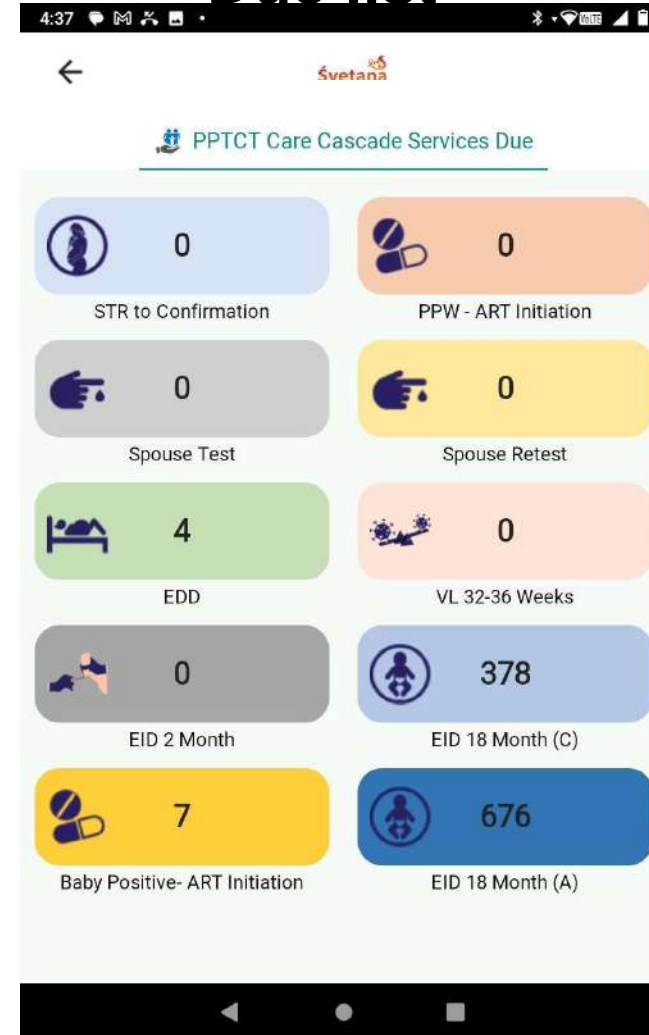 Due list
4:37
Śvetana
PPTCT Care Cascade Services Due
0 0
STR to Confirmation PPW - ART Initiation
0 0
Spouse Test Spouse Retest
4 0
EDD VL 32-36 Weeks
0 378
EID 2 Month EID 18 Month (C)
7 676
Baby Positive- ART Initiation EID 18 Month (A)